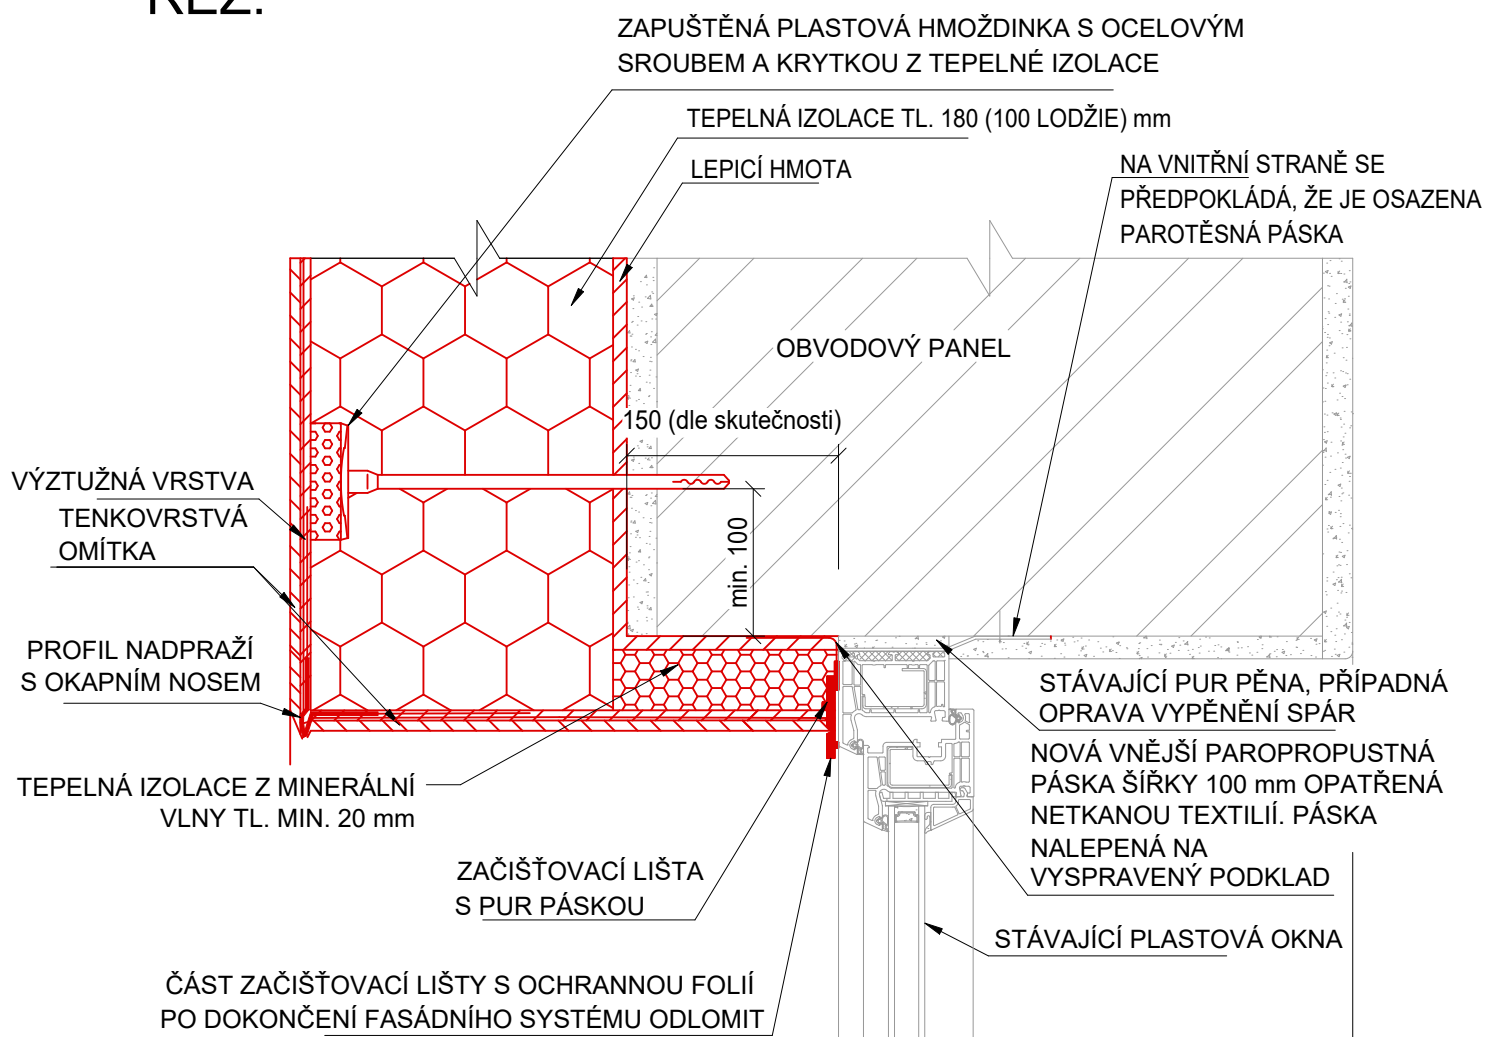 ŘEZ:
ZAPUŠTĚNÁ PLASTOVÁ HMOŽDINKA S OCELOVÝM
SROUBEM A KRYTKOU Z TEPELNÉ IZOLACE
TEPELNÁ IZOLACE TL. 180 (100 LODŽIE) mm
LEPICÍ HMOTA
NA VNITŘNÍ STRANĚ SE
PŘEDPOKLÁDÁ, ŽE JE OSAZENA
PAROTĚSNÁ PÁSKA
OBVODOVÝ PANEL
150 (dle skutečnosti)
min. 100
VÝZTUŽNÁ VRSTVA
TENKOVRSTVÁ
OMÍTKA
PROFIL NADPRAŽÍ
S OKAPNÍM NOSEM
TEPELNÁ IZOLACE Z MINERÁLNÍ
VLNY TL. MIN. 20 mm
ZAČIŠŤOVACÍ LIŠTA
S PUR PÁSKOU
ČÁST ZAČIŠŤOVACÍ LIŠTY S OCHRANNOU FOLIÍ
PO DOKONČENÍ FASÁDNÍHO SYSTÉMU ODLOMIT
STÁVAJÍCÍ PUR PĚNA, PŘÍPADNÁ
OPRAVA VYPĚNĚNÍ SPÁR
NOVÁ VNĚJŠÍ PAROPROPUSTNÁ
PÁSKA ŠÍŘKY 100 mm OPATŘENÁ
NETKANOU TEXTILIÍ. PÁSKA
NALEPENÁ NA
VYSPRAVENÝ PODKLAD
STÁVAJÍCÍ PLASTOVÁ OKNA